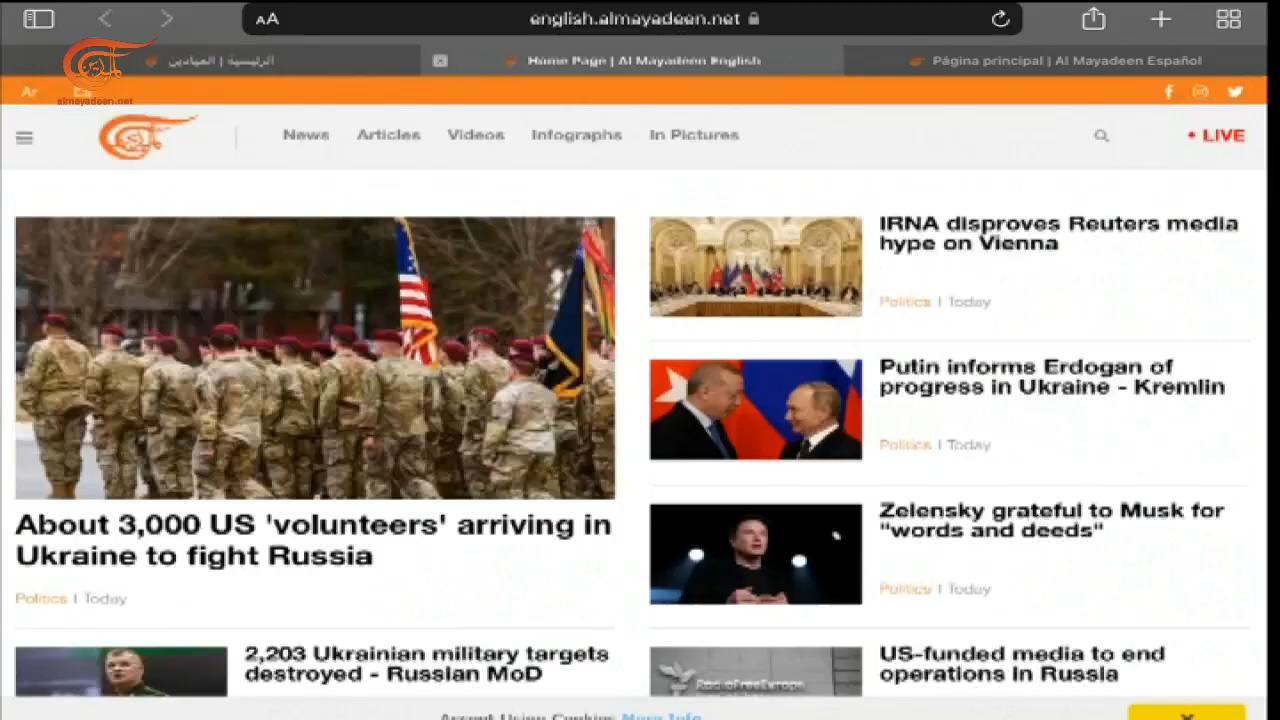 AA
english.almayadeen.net
الرئيسية | الميادين
Home Page | Al Mayadeen English
Página principal | Al Mayadeen Español
الميادين
almayadeen.net
Ar
News
Articles
Videos
Infographs
In Pictures
• LIVE
About 3,000 US 'volunteers' arriving in
Ukraine to fight Russia
Politics | Today
2,203 Ukrainian military targets
destroyed - Russian MoD
IRNA disproves Reuters media
hype on Vienna
Politics | Today
Putin informs Erdogan of
progress in Ukraine - Kremlin
Politics | Today
Zelensky grateful to Musk for
"words and deeds"
Politics | Today
RadioFreeEurope
US-funded media to end
operations in Russia
Accept Using Cookies More Info